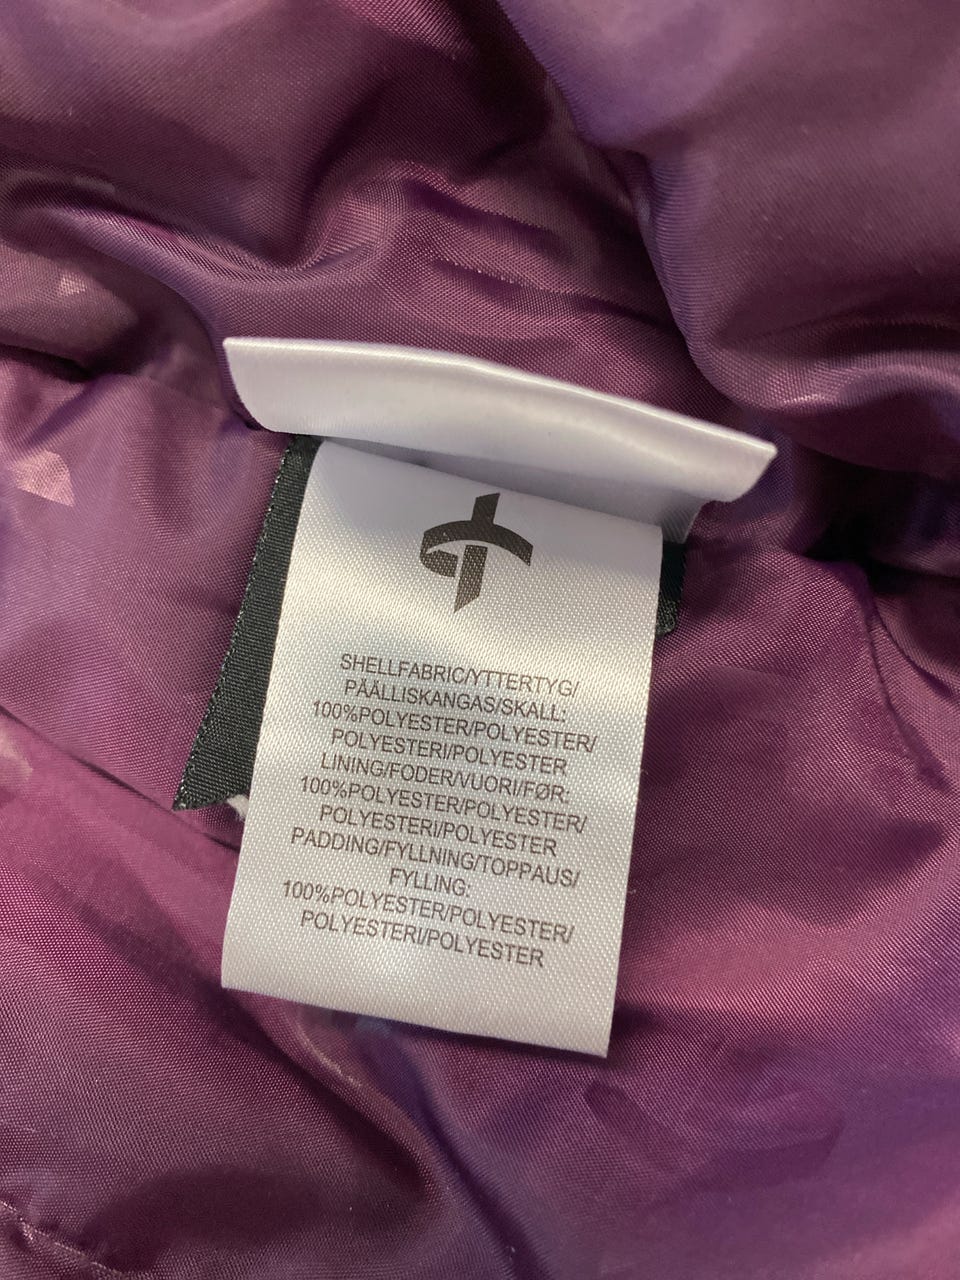 SHELLFABRIC/YTTERTYG/
PÄÄLLISKANGAS/SKALL:
100%POLYESTER/POLYESTER/
POLYESTERI/POLYESTER
LINING/FODER/VUORI/FØR:
100%POLYESTER/POLYESTER/
POLYESTERI/POLYESTER
PADDING/FYLLNING/TOPPAUS/
FYLLING:
100%POLYESTER/POLYESTER/
POLYESTERI/POLYESTER